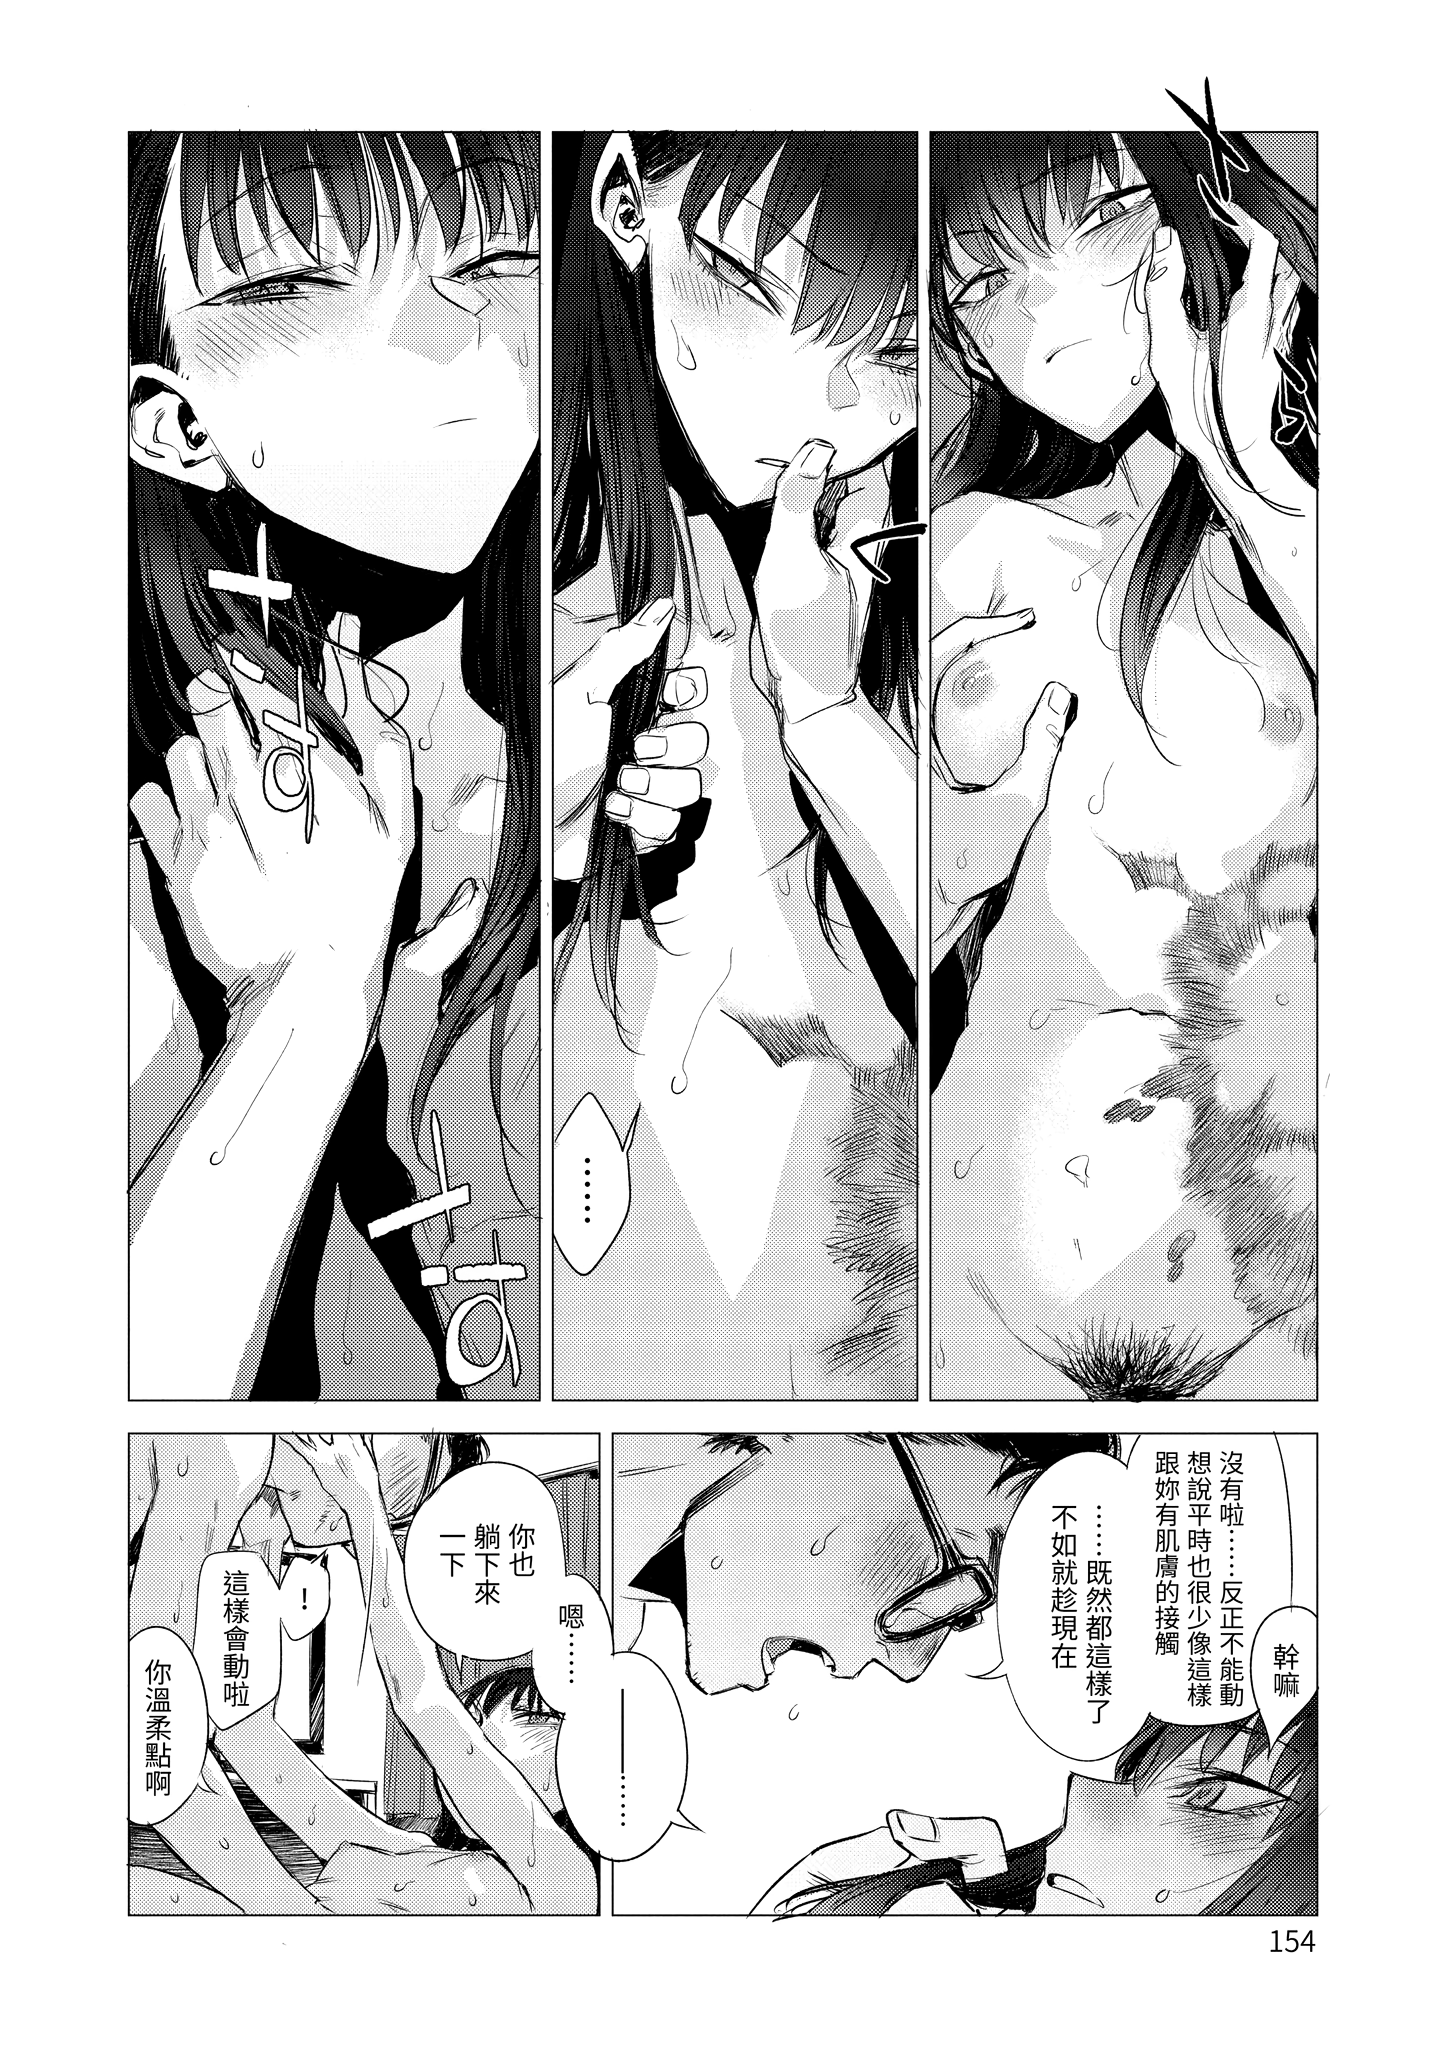 ……
幹嘛
沒有啦……反正不能動
想說平時也很少像這樣
跟妳有肌膚的接觸
……既然都這樣了
不如就趁現在
──……
嗯……
你也
躺下來
一下
！
這樣會動啦
你溫柔點啊
154